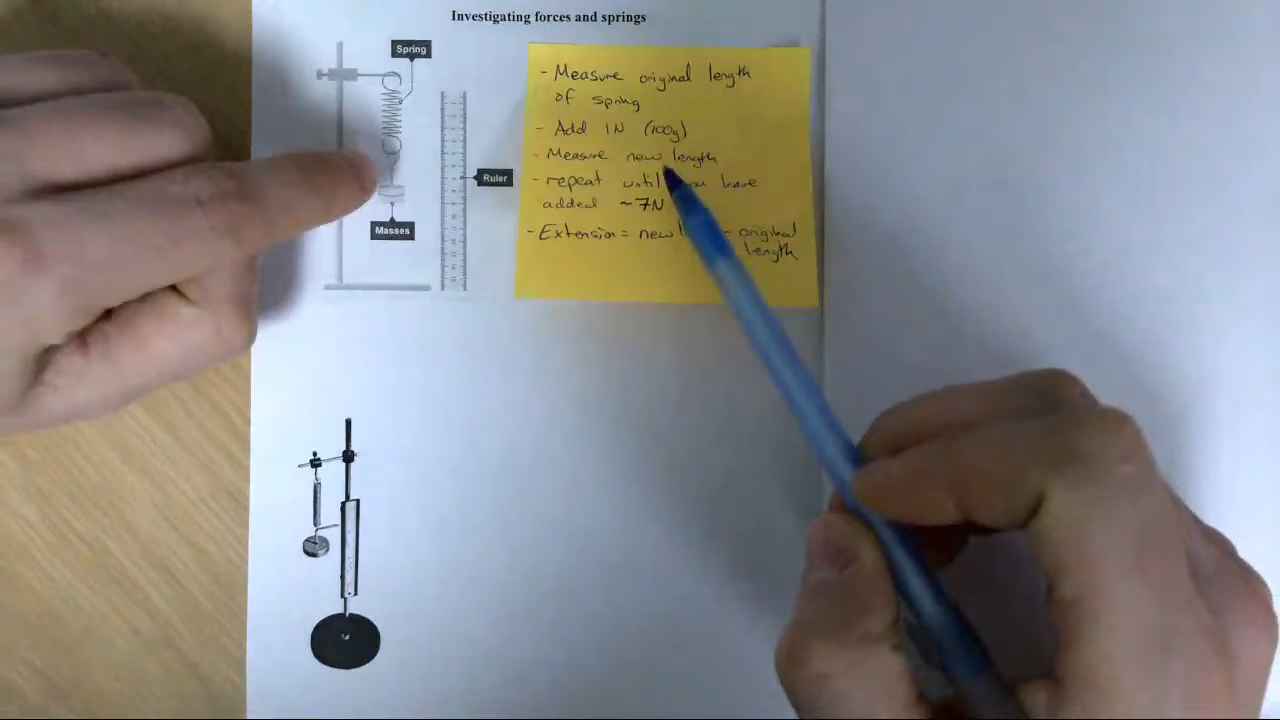 Investigating forces and springs
Spring
Ruler
Masses
- Measure original length
of spring
- Add 1N (100g)
- Measure new length
- repeat until have
added ~7N
- Extension = new - original
length